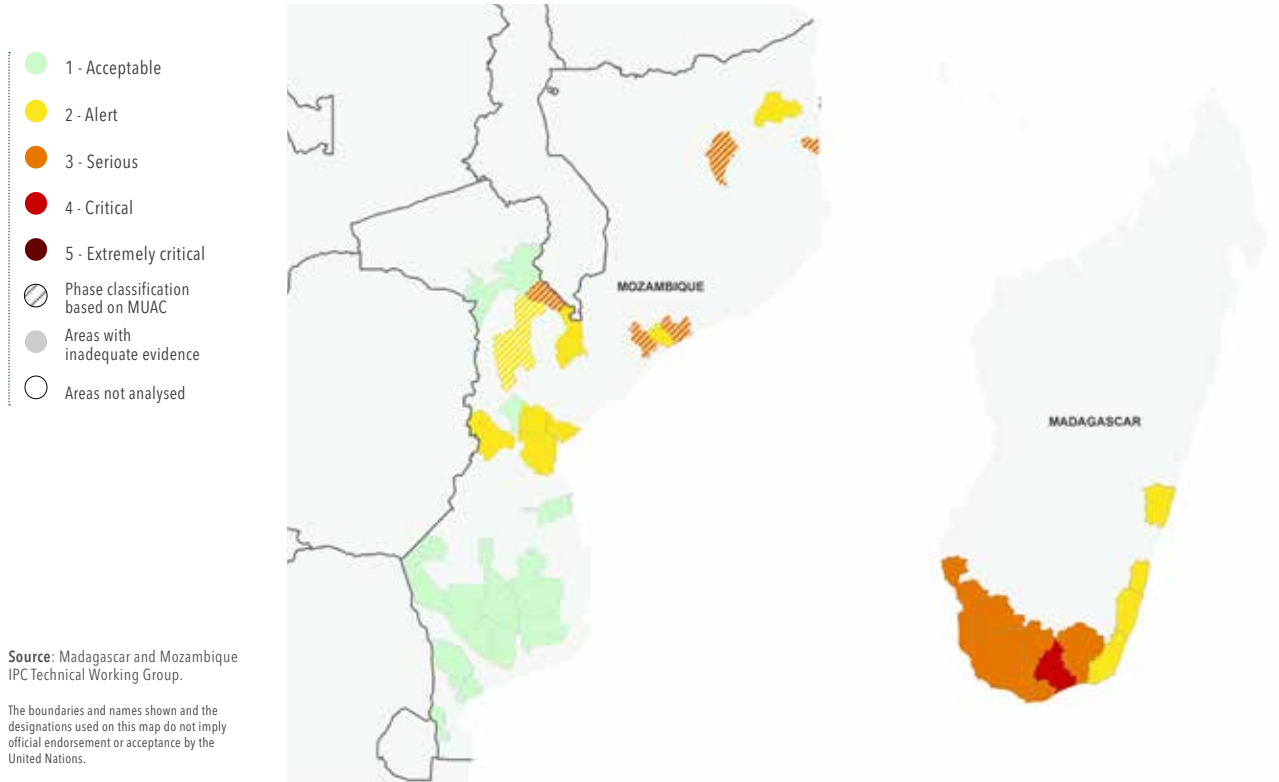 1 - Acceptable
2 - Alert
3 - Serious
4 - Critical
5 - Extremely critical
Phase classification
based on MUAC
Areas with
inadequate evidence
Areas not analysed
MOZAMBIQUE
MADAGASCAR
Source: Madagascar and Mozambique
IPC Technical Working Group.
The boundaries and names shown and the
designations used on this map do not imply
official endorsement or acceptance by the
United Nations.